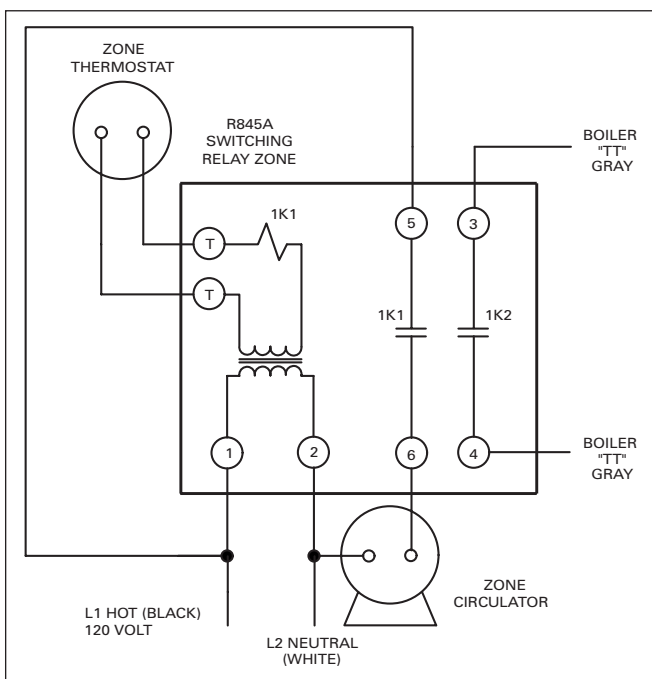 ZONE
THERMOSTAT
R845A
SWITCHING
RELAY ZONE
BOILER
"TT"
GRAY
1K1
5
3
T
T
1K1
1K2
1
2
6
4
BOILER
"TT"
GRAY
L1 HOT (BLACK)
120 VOLT
L2 NEUTRAL
(WHITE)
ZONE
CIRCULATOR